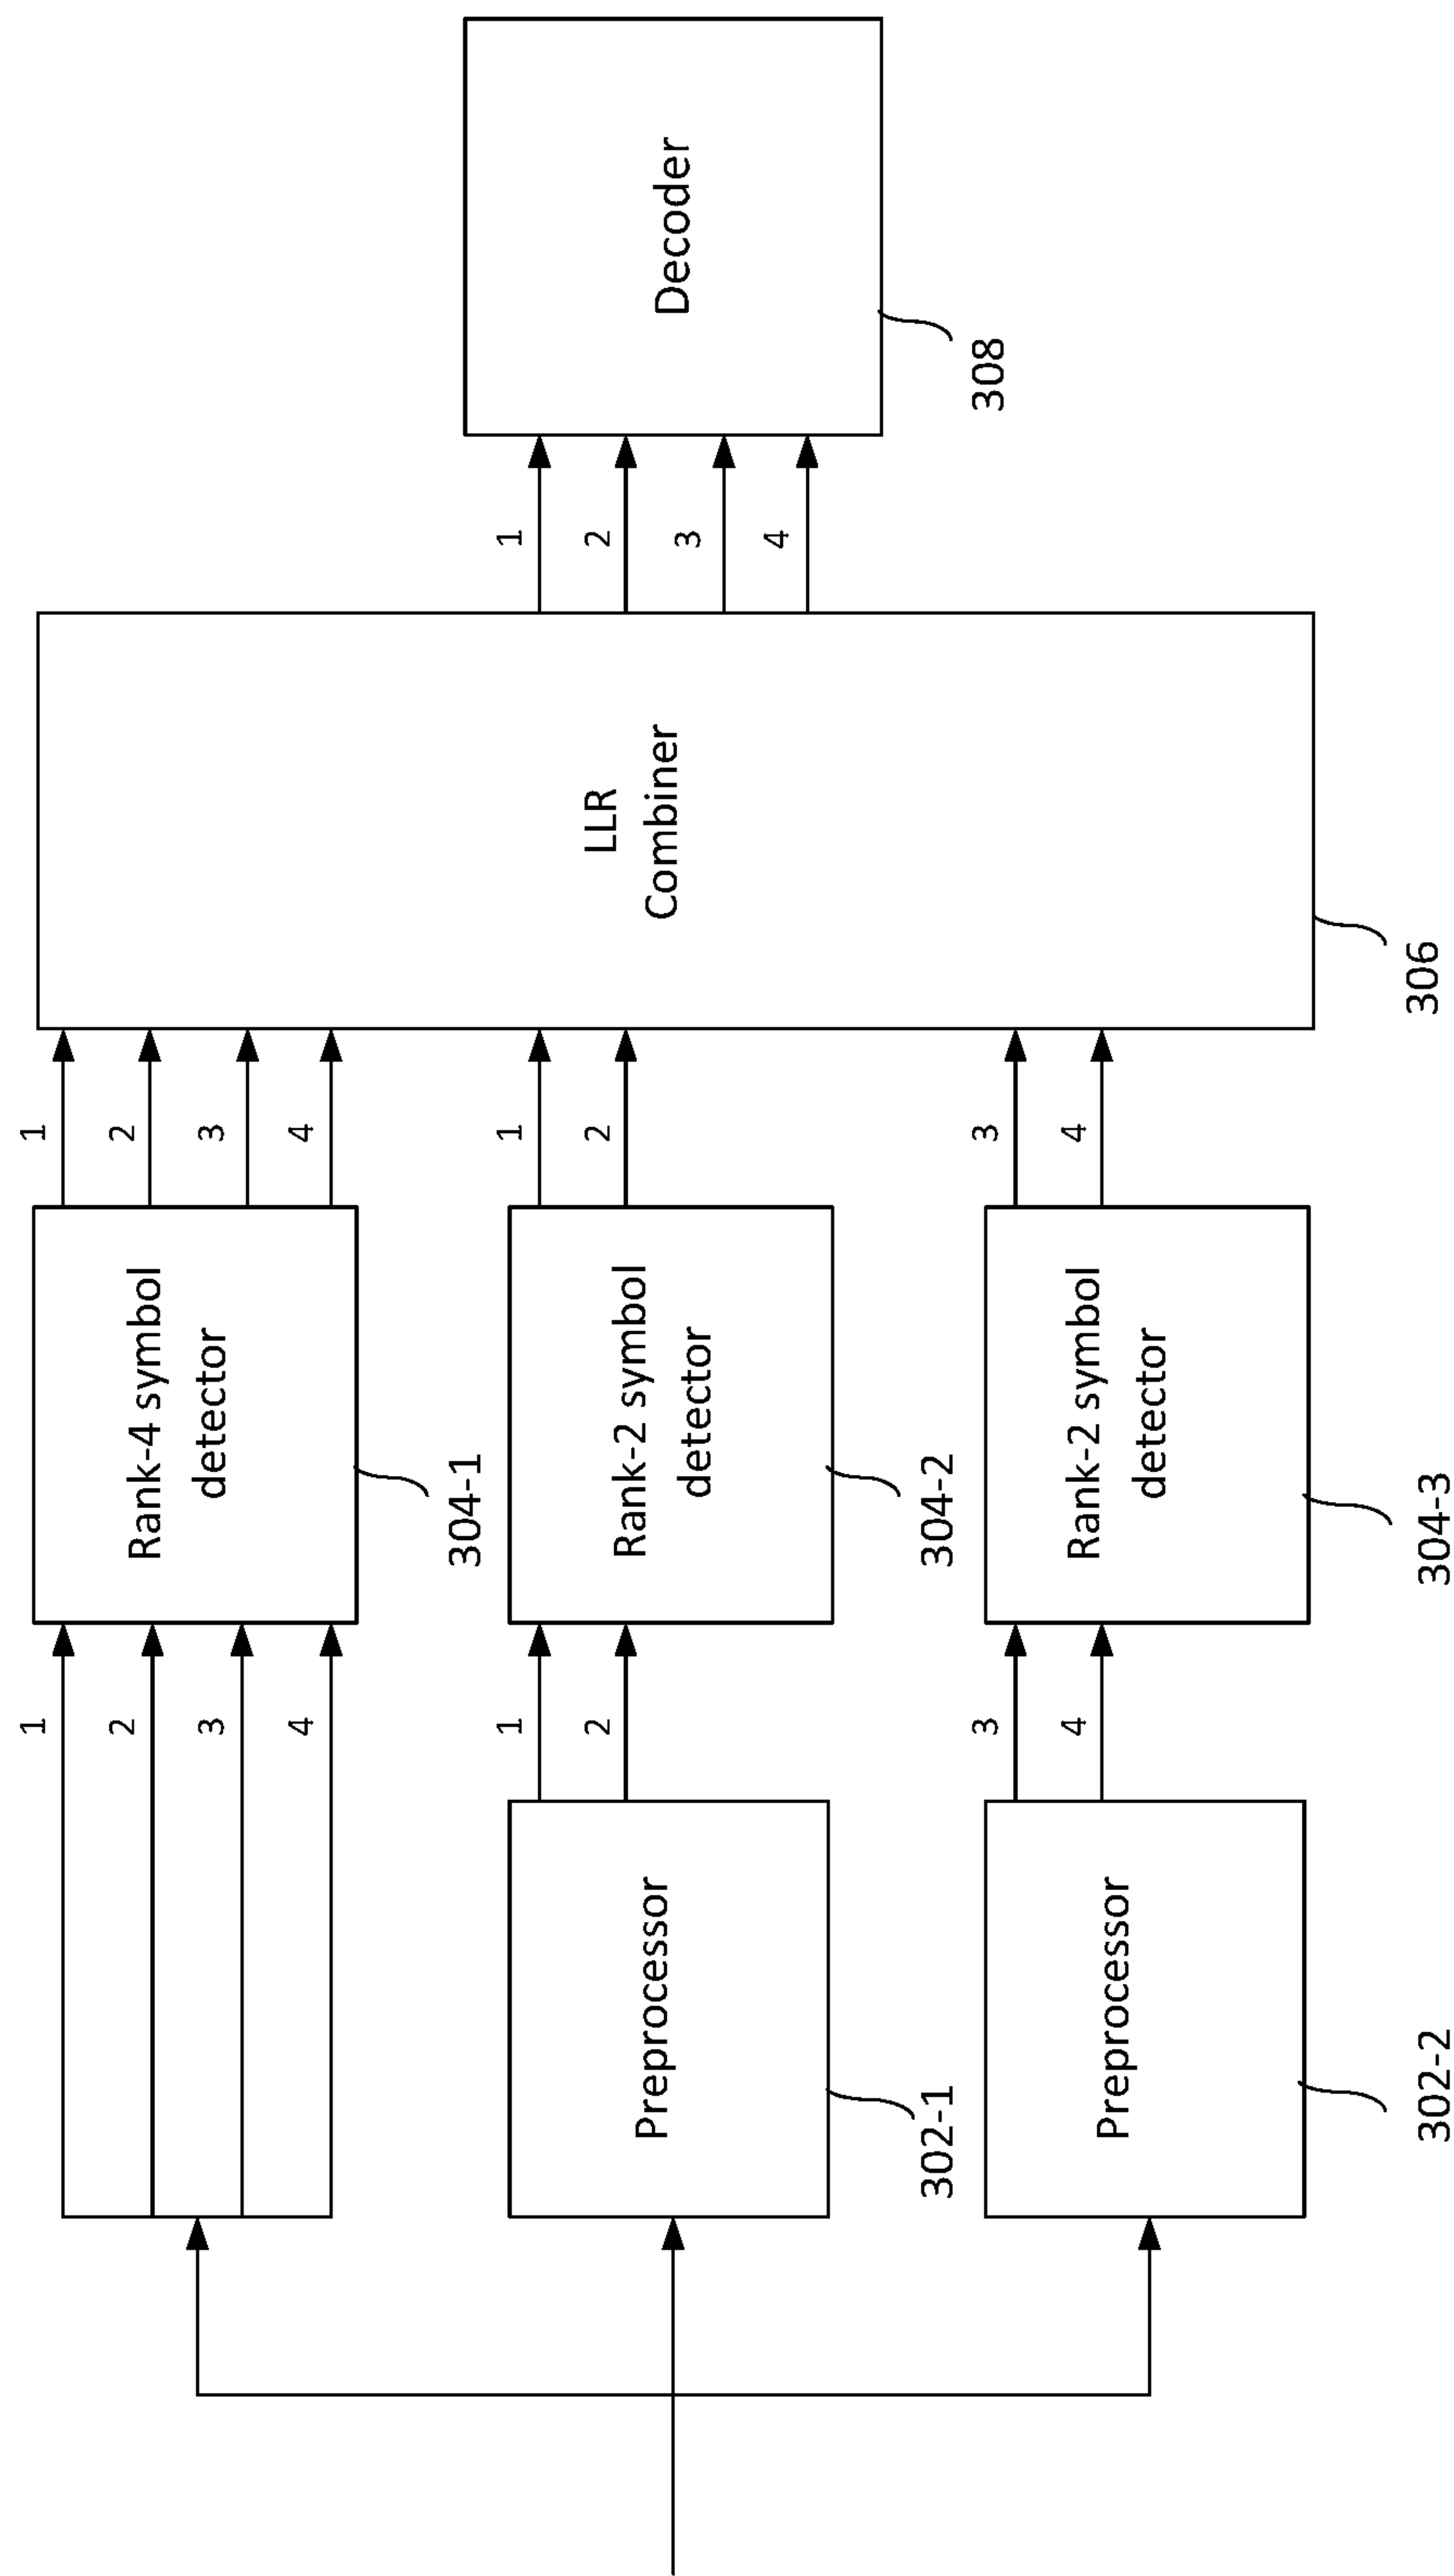 1
2
3
4
Rank-4 symbol
detector
304-1
1
2
3
4
Preprocessor
302-1
1
2
Rank-2 symbol
detector
304-2
1
2
Preprocessor
302-2
3
4
Rank-2 symbol
detector
304-3
3
4
LLR
Combiner
306
1
2
3
4
Decoder
308